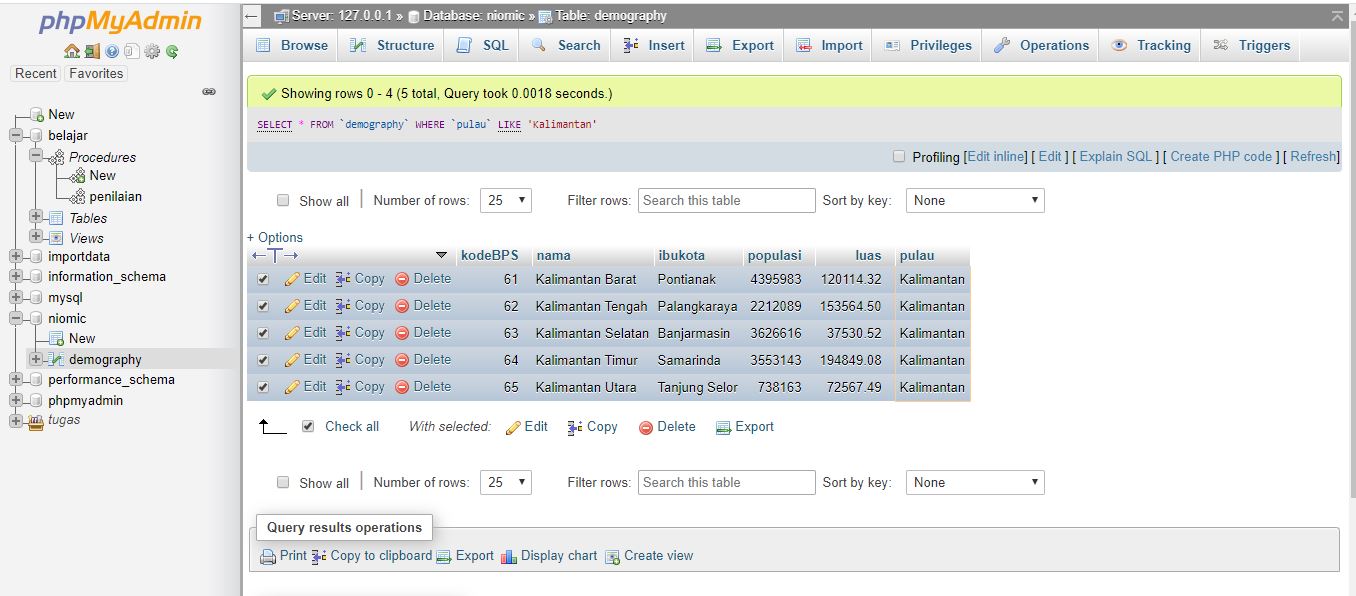 phpMyAdmin
Recent Favorites
New
belajar
Procedures
New
penilaian
Tables
Views
importdata
information_schema
mysql
niomic
New
demography
performance_schema
phpmyadmin
tugas
Server: 127.0.0.1 » Database: niomic » Table: demography
Browse Structure SQL Search Insert Export Import Privileges Operations Tracking Triggers
Showing rows 0 - 4 (5 total, Query took 0.0018 seconds.)
SELECT * FROM `demography` WHERE `pulau` LIKE 'Kalimantan'
Profiling [Edit inline] [ Edit ] [ Explain SQL ] [ Create PHP code ] [ Refresh]
Show all | Number of rows: 25 Filter rows: Search this table Sort by key: None
+ Options
←T→ kodeBPS nama ibukota populasi luas pulau
Edit Copy Delete 61 Kalimantan Barat Pontianak 4395983 120114.32 Kalimantan
Edit Copy Delete 62 Kalimantan Tengah Palangkaraya 2212089 153564.50 Kalimantan
Edit Copy Delete 63 Kalimantan Selatan Banjarmasin 3626616 37530.52 Kalimantan
Edit Copy Delete 64 Kalimantan Timur Samarinda 3553143 194849.08 Kalimantan
Edit Copy Delete 65 Kalimantan Utara Tanjung Selor 738163 72567.49 Kalimantan
Check all With selected: Edit Copy Delete Export
Show all | Number of rows: 25 Filter rows: Search this table Sort by key: None
Query results operations
Print Copy to clipboard Export Display chart Create view